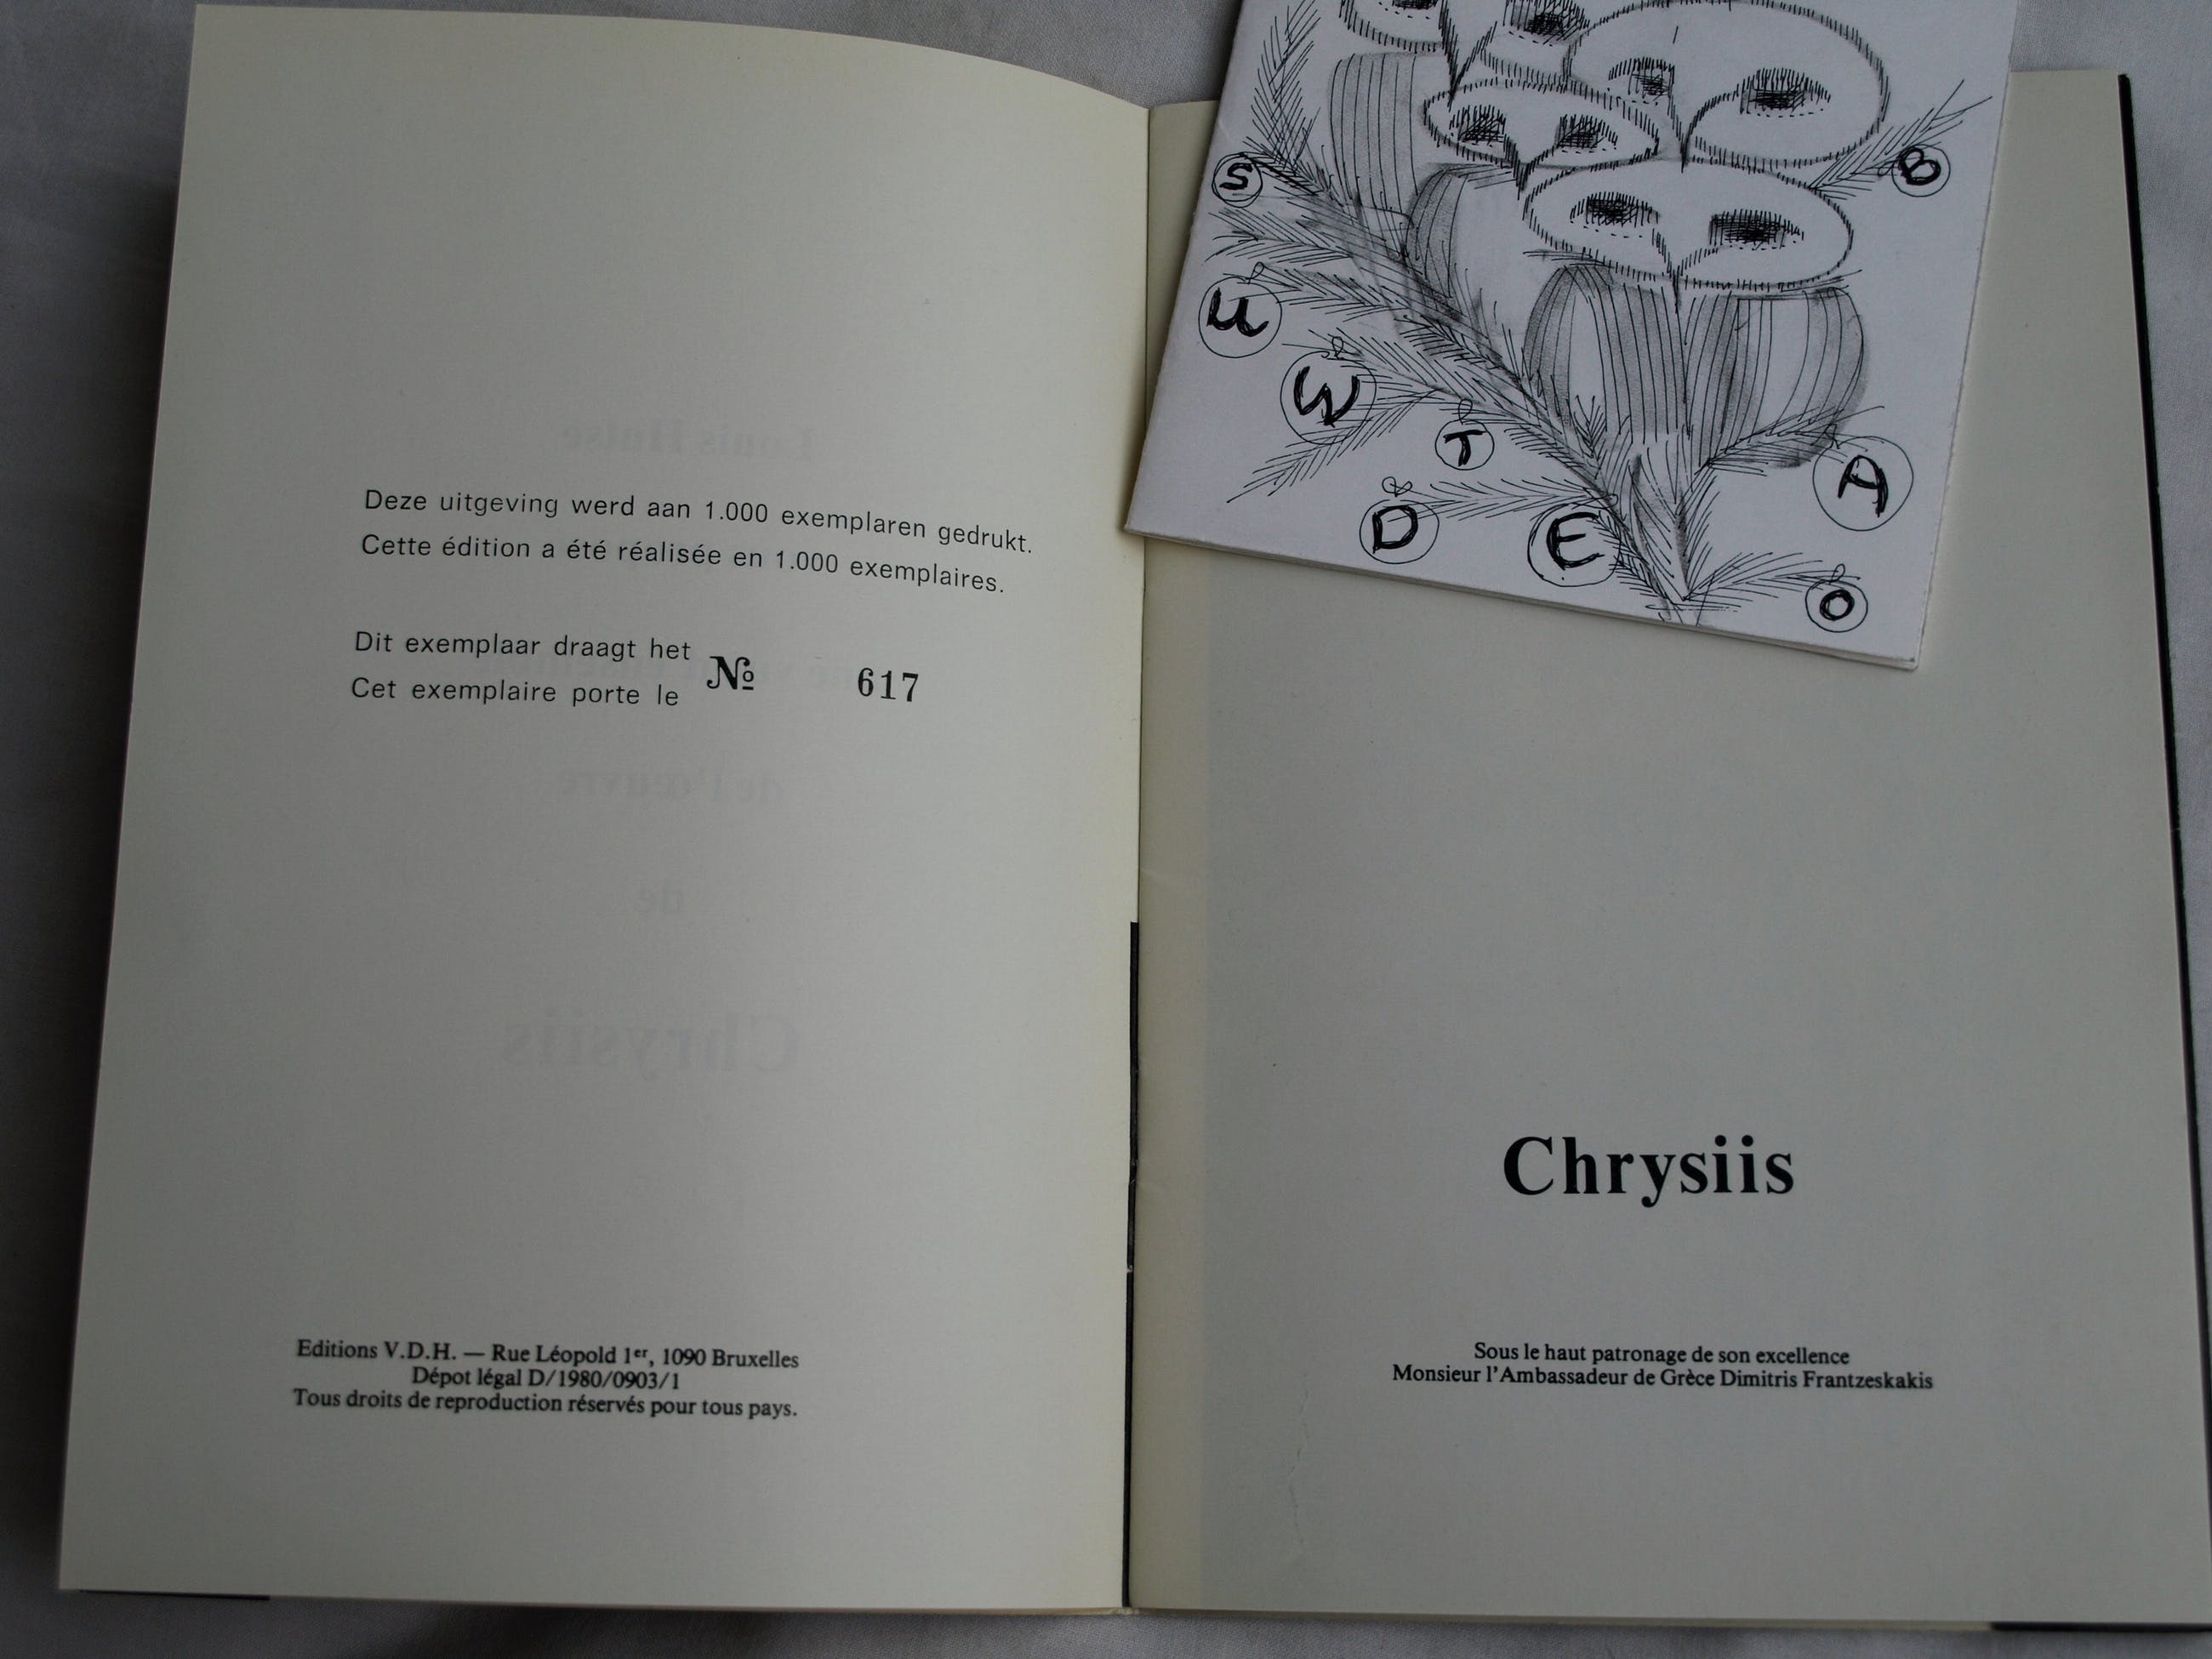 Deze uitgeving werd aan 1.000 exemplaren gedrukt.
Cette édition a été réalisée en 1.000 exemplaires.
Dit exemplaar draagt het
Cet exemplaire porte le
№ 617
Editions V.D.H. — Rue Léopold 1er, 1090 Bruxelles
Dépot légal D/1980/0903/1
Tous droits de reproduction réservés pour tous pays.
S
U
W
T
D
E
O
A
B
Chrysiis
Sous le haut patronage de son excellence
Monsieur l'Ambassadeur de Grèce Dimitris Frantzeskakis